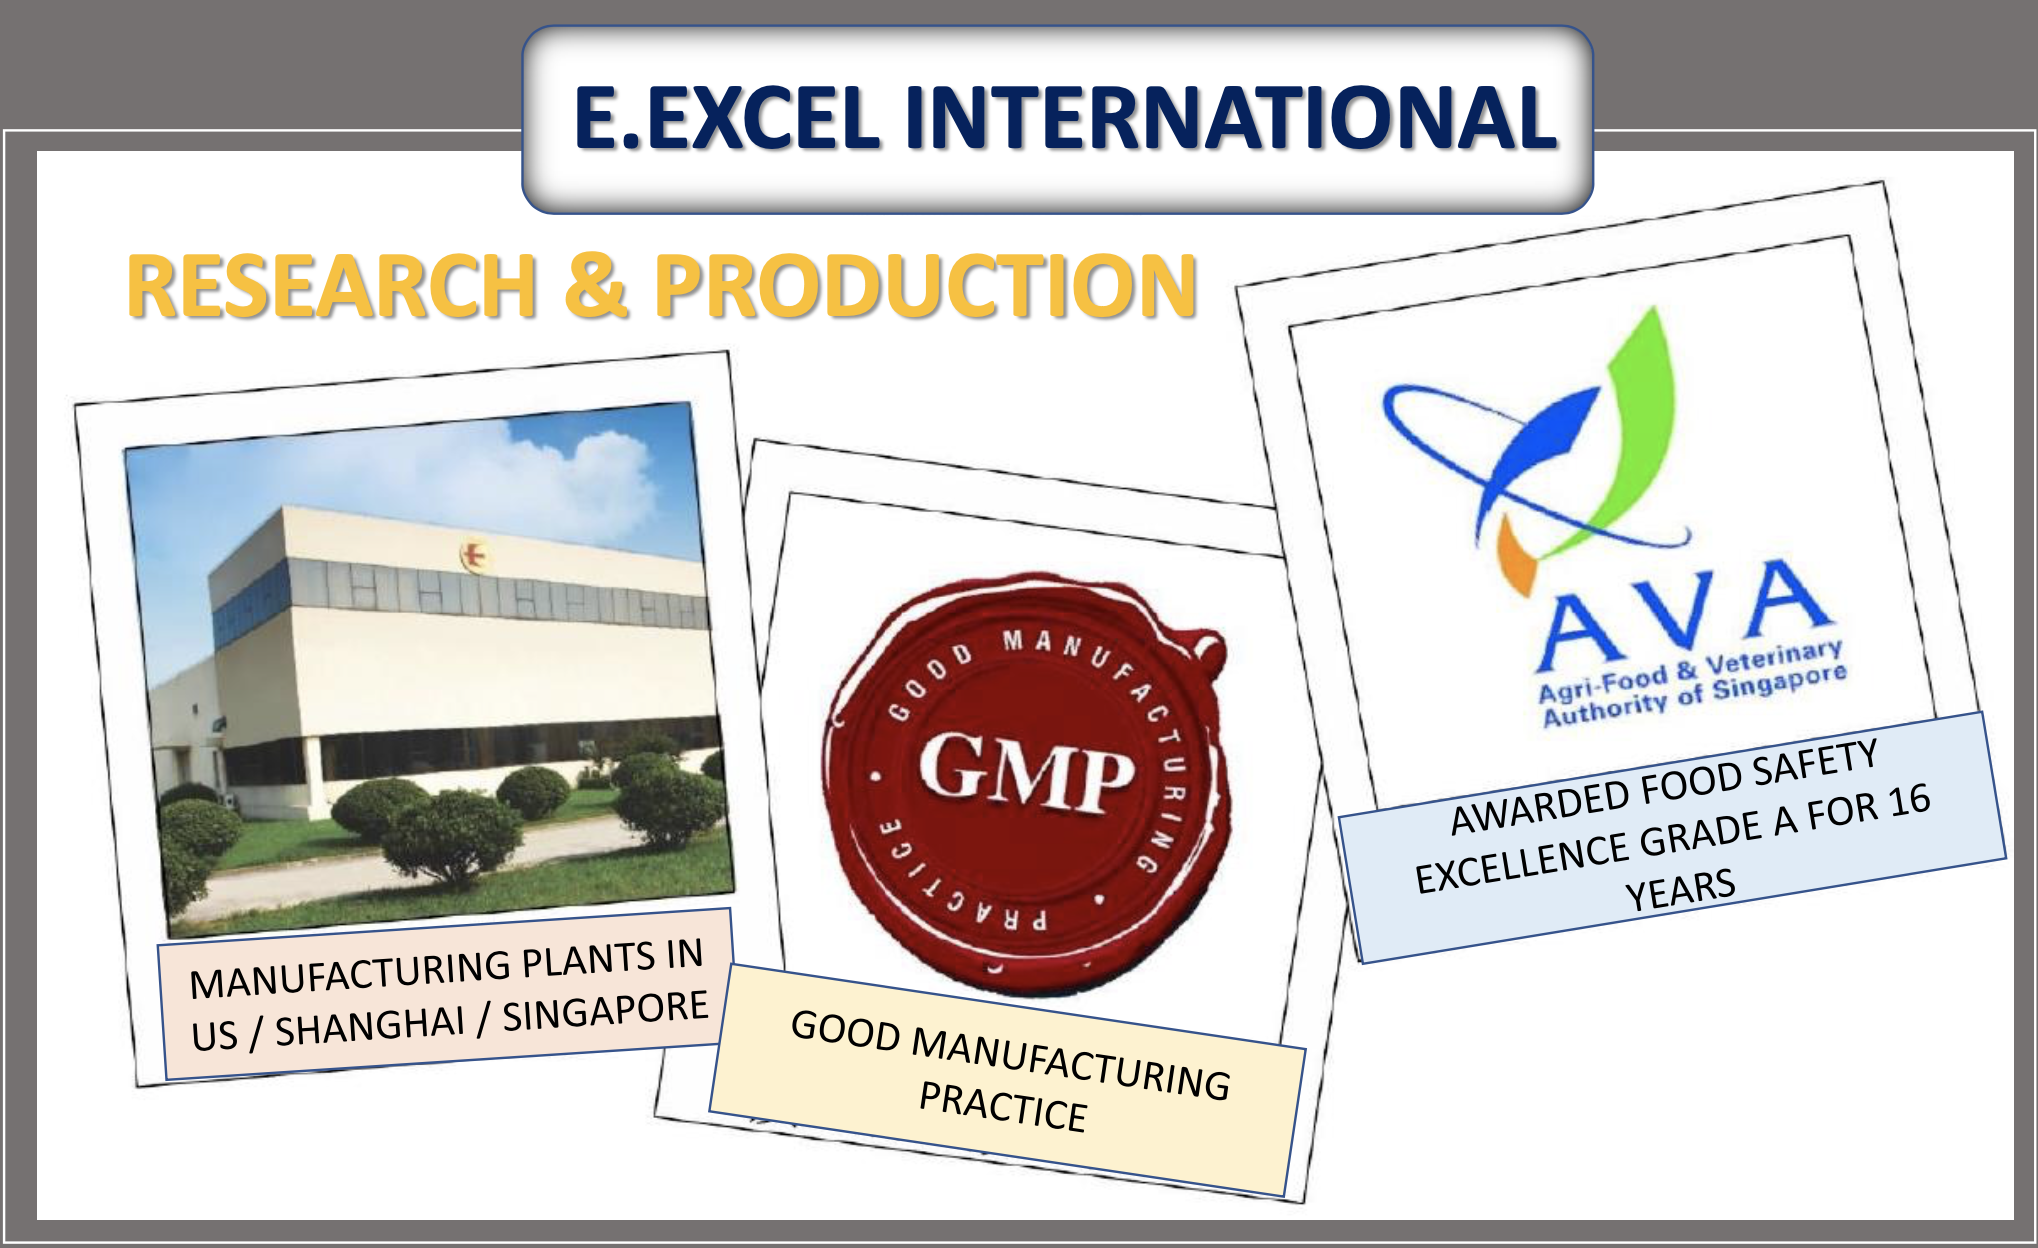 E.EXCEL INTERNATIONAL
RESEARCH & PRODUCTION
MANUFACTURING PLANTS IN
US / SHANGHAI / SINGAPORE
GOOD MANUFACTURING PRACTICE
GMP
GOOD MANUFACTURING
PRACTICE
AVA
Agri-Food & Veterinary
Authority of Singapore
AWARDED FOOD SAFETY
EXCELLENCE GRADE A FOR 16
YEARS